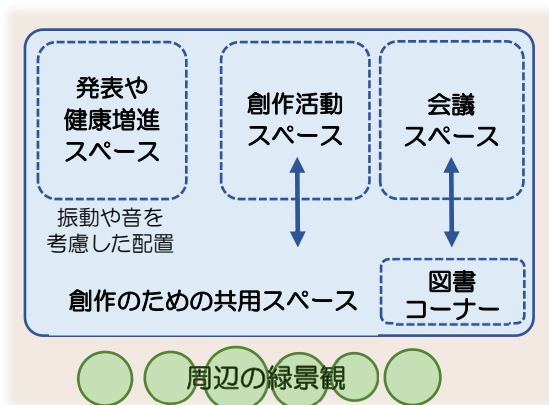 発表や
健康増進
スペース
創作活動
スペース
会議
スペース
振動や音を
考慮した配置
創作のための共用スペース
図書
コーナー
周辺の緑景観